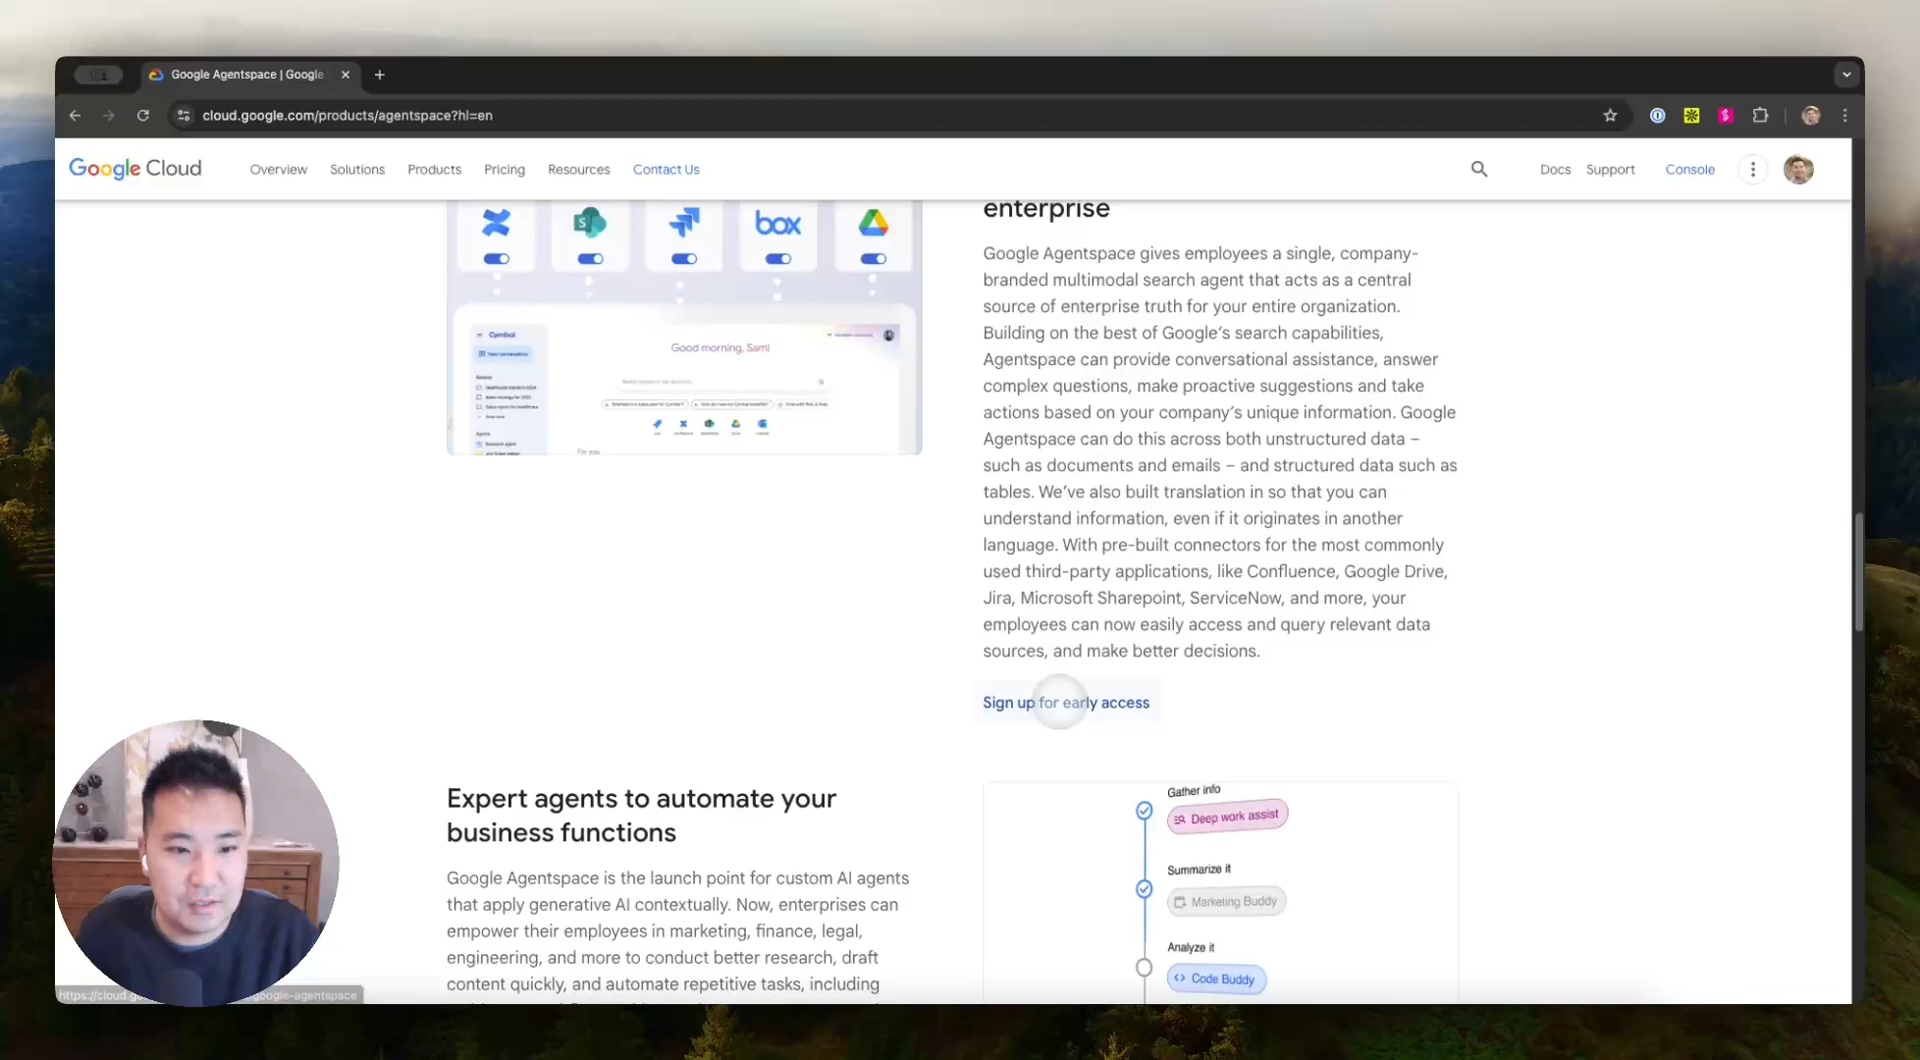 Google Agentspace | Google
cloud.google.com/products/agentspace?hl=en
Google Cloud
Overview
Solutions
Products
Pricing
Resources
Contact Us
Docs
Support
Console
box
Cymbal
Good morning, Sam!
For you
enterprise
Google Agentspace gives employees a single, company-
branded multimodal search agent that acts as a central
source of enterprise truth for your entire organization.
Building on the best of Google's search capabilities,
Agentspace can provide conversational assistance, answer
complex questions, make proactive suggestions and take
actions based on your company's unique information. Google
Agentspace can do this across both unstructured data –
such as documents and emails – and structured data such as
tables. We've also built translation in so that you can
understand information, even if it originates in another
language. With pre-built connectors for the most commonly
used third-party applications, like Confluence, Google Drive,
Jira, Microsoft Sharepoint, ServiceNow, and more, your
employees can now easily access and query relevant data
sources, and make better decisions.
Sign up for early access
Expert agents to automate your
business functions
Google Agentspace is the launch point for custom AI agents
that apply generative AI contextually. Now, enterprises can
empower their employees in marketing, finance, legal,
engineering, and more to conduct better research, draft
content quickly, and automate repetitive tasks, including
Gather info
Deep work assist
Summarize it
Marketing Buddy
Analyze it
Code Buddy
google-agentspace